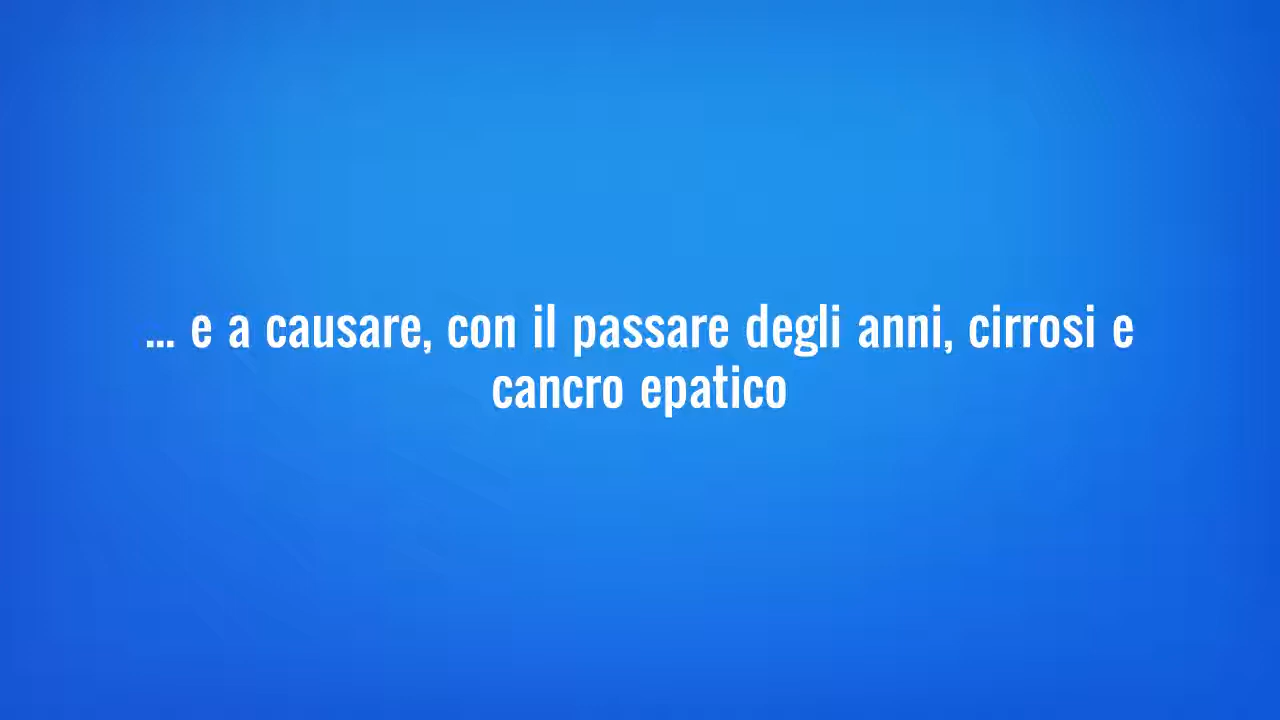 ... e a causare, con il passare degli anni, cirrosi e
cancro epatico